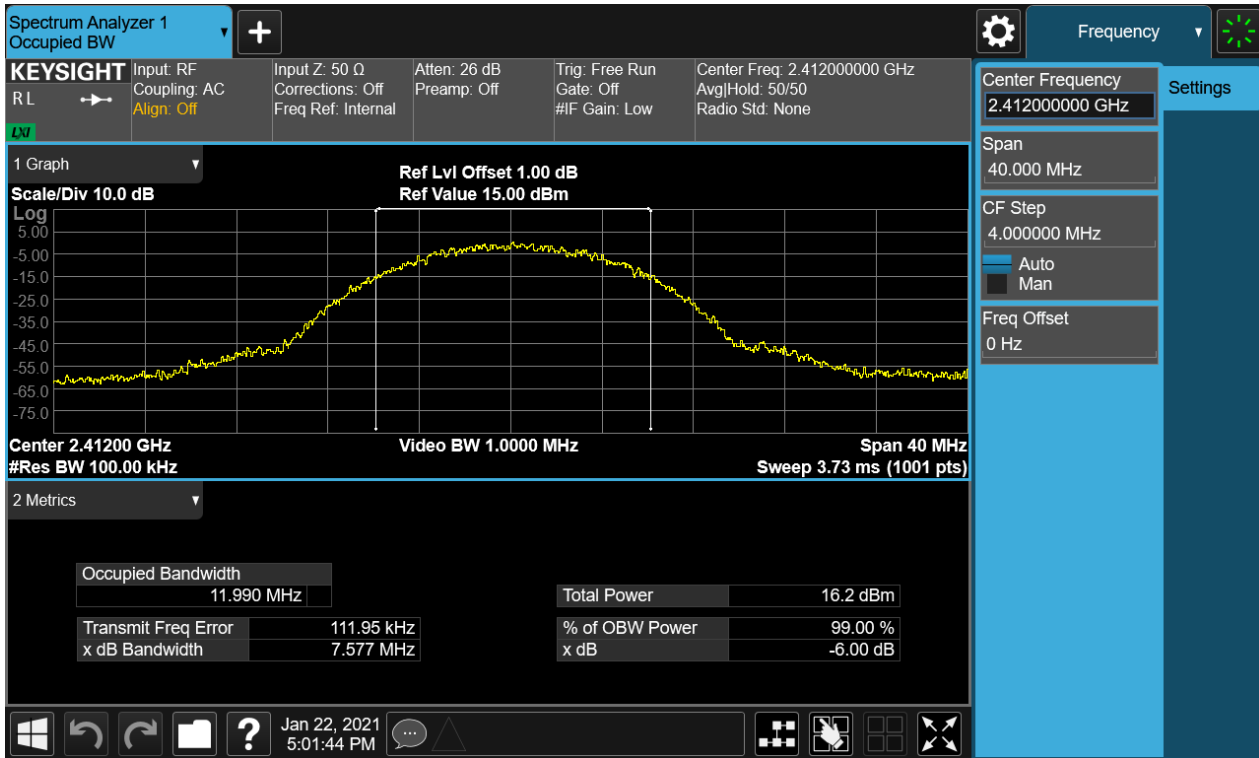 Spectrum Analyzer 1
Occupied BW
+
Frequency
KEYSIGHT
R L
LXI
Input: RF
Coupling: AC
Align: Off
Input Z: 50 Ω
Corrections: Off
Freq Ref: Internal
Atten: 26 dB
Preamp: Off
Trig: Free Run
Gate: Off
#IF Gain: Low
Center Freq: 2.412000000 GHz
Avg|Hold: 50/50
Radio Std: None
Center Frequency
2.412000000 GHz
Settings
Span
40.000 MHz
CF Step
4.000000 MHz
Auto
Man
Freq Offset
0 Hz
1 Graph
Scale/Div 10.0 dB
Ref Lvl Offset 1.00 dB
Ref Value 15.00 dBm
Log
5.00
-5.00
-15.0
-25.0
-35.0
-45.0
-55.0
-65.0
-75.0
Center 2.41200 GHz
#Res BW 100.00 kHz
Video BW 1.0000 MHz
Span 40 MHz
Sweep 3.73 ms (1001 pts)
2 Metrics
Occupied Bandwidth
11.990 MHz
Transmit Freq Error 111.95 kHz
x dB Bandwidth 7.577 MHz
Total Power 16.2 dBm
% of OBW Power 99.00 %
x dB -6.00 dB
?
Jan 22, 2021
5:01:44 PM